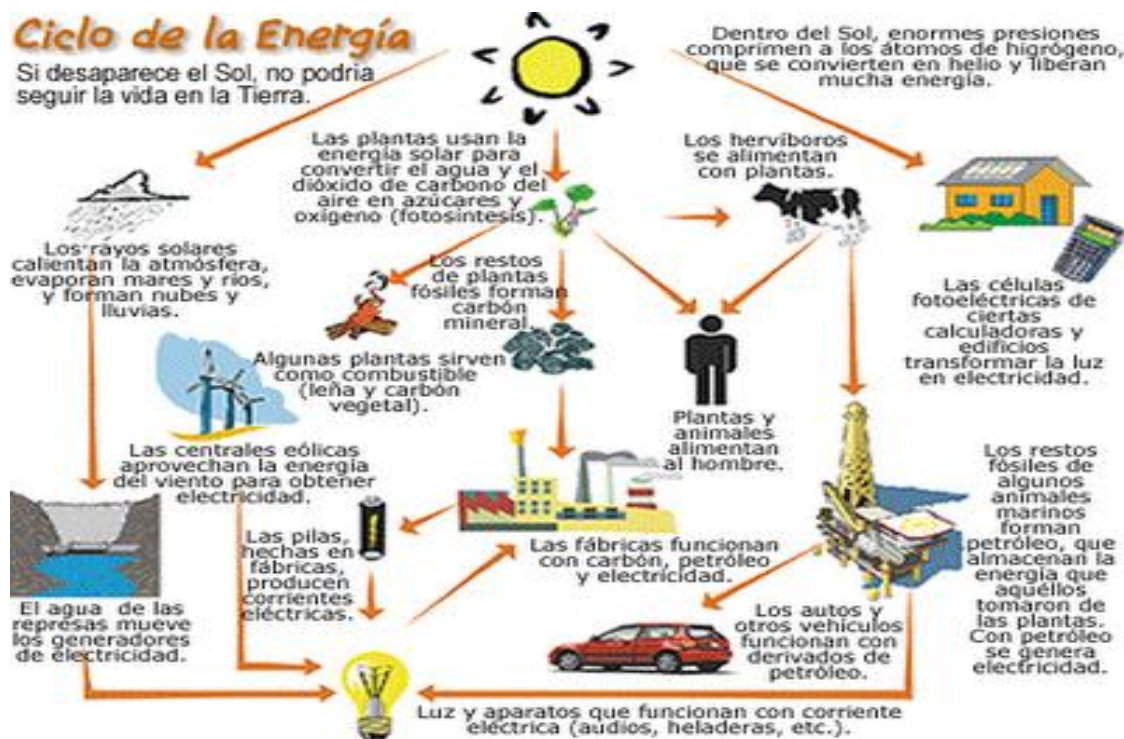 Ciclo de la Energía
Si desaparece el Sol, no podria
seguir la vida en la Tierra.
Dentro del Sol, enormes presiones
comprimen a los átomos de higrógeno,
que se convierten en helio y liberan
mucha energía.
Las plantas usan la
energía solar para
convertir el agua y el
dióxido de carbono del
aire en azúcares y
oxígeno (fotosíntesis).
Los hervíboros
se alimentan
con plantas.
Los rayos solares
calientan la atmósfera,
evaporan mares y ríos,
y forman nubes y
lluvias.
Los restos
de plantas
fósiles forman
carbón
mineral.
Las células
fotoeléctricas de
ciertas
calculadoras y
edificios
transformar la luz
en electricidad.
Algunas plantas sirven
como combustible
(leña y carbón
vegetal).
Plantas y
animales
alimentan
al hombre.
Las centrales eólicas
aprovechan la energía
del viento para obtener
electricidad.
Los restos
fósiles de
algunos
animales
marinos
forman
petróleo, que
almacenan la
energía que
aquéllos
tomaron de
las plantas.
Con petróleo
se genera
electricidad.
Las pilas,
hechas en
fábricas,
producen
corrientes
eléctricas.
Las fábricas funcionan
con carbón, petróleo
y electricidad.
El agua de las
represas mueve
los generadores
de electricidad.
Los autos y
otros vehículos
funcionan con
derivados de
petróleo.
Luz y aparatos que funcionan con corriente
eléctrica (audios, heladeras, etc.).